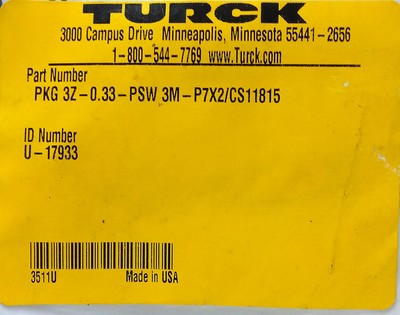 TURCK
3000 Campus Drive Minneapolis, Minnesota 55441-2656
1-800-544-7769 www.Turck.com
Part Number
PKG 3Z-0.33-PSW 3M-P7X2/CS11815
ID Number
U-17933
3511U Made in USA